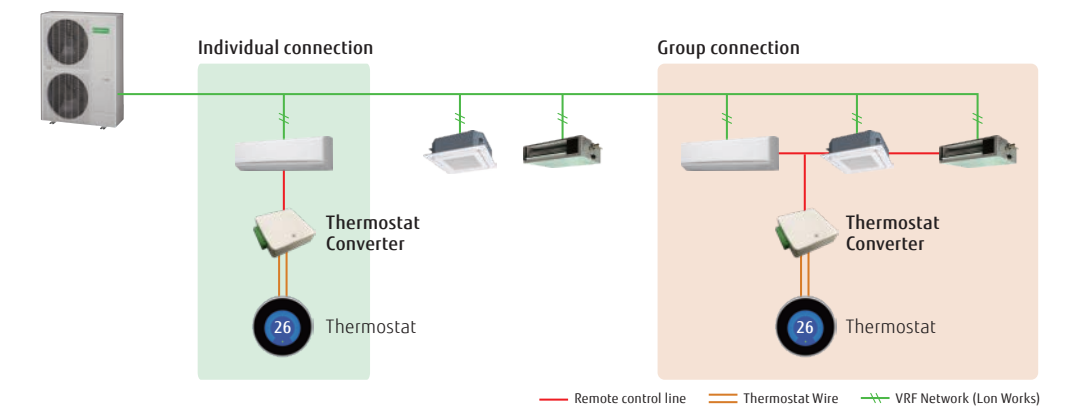 Individual connection
Group connection
Thermostat
Converter
Thermostat
Converter
26
Thermostat
26
Thermostat
Remote control line
Thermostat Wire
VRF Network (Lon Works)